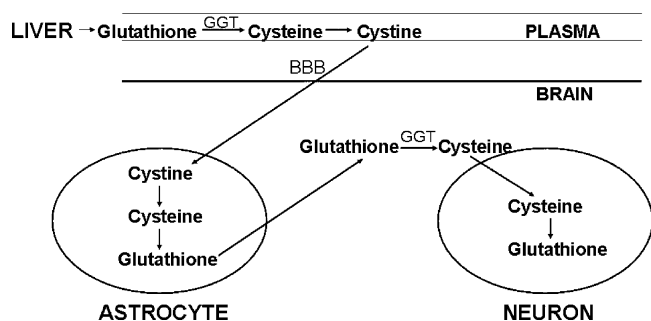 GGT
LIVER Glutathione Cysteine Cystine PLASMA
BBB
BRAIN
GGT
Glutathione Cysteine
Cystine
Cysteine
Glutathione
Cysteine
Glutathione
ASTROCYTE NEURON